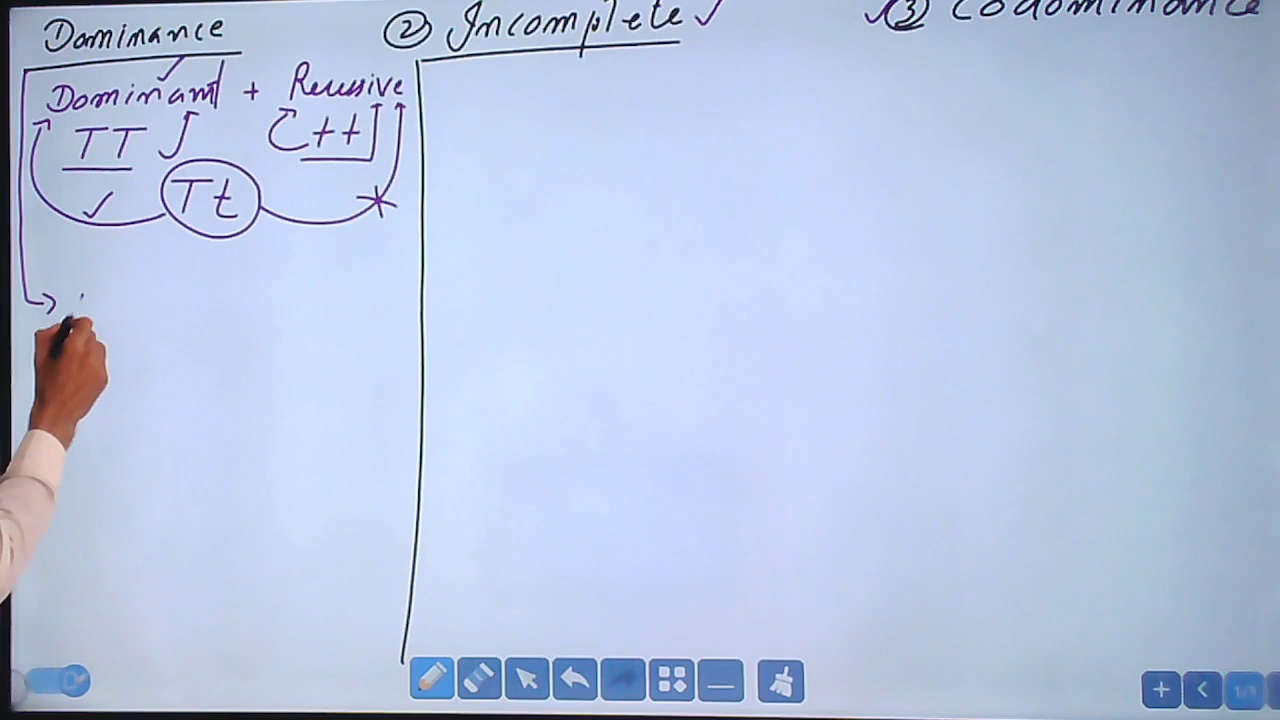 Dominance
② Incomplete ✓
✓③ Codominance
Dominant + Recessive
TT tt
Tt